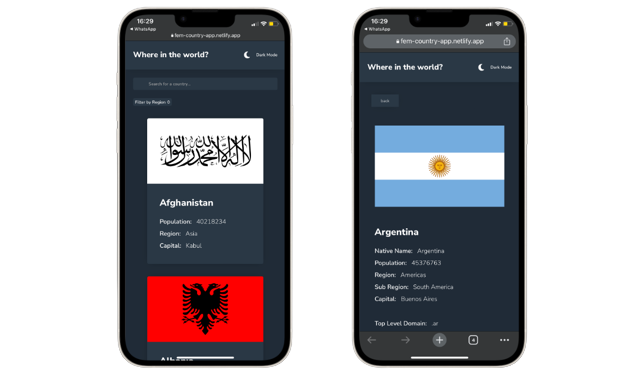 16:29
WhatsApp
fem-country-app.netlify.app
Where in the world?
Dark Mode
Search for a country...
Filter by Region
لا إله إلا الله محمد رسول الله
Afghanistan
Population: 40218234
Region: Asia
Capital: Kabul
16:29
WhatsApp
fem-country-app.netlify.app
Where in the world?
Dark Mode
back
Argentina
Native Name: Argentina
Population: 45376763
Region: Americas
Sub Region: South America
Capital: Buenos Aires
Top Level Domain: .ar
4